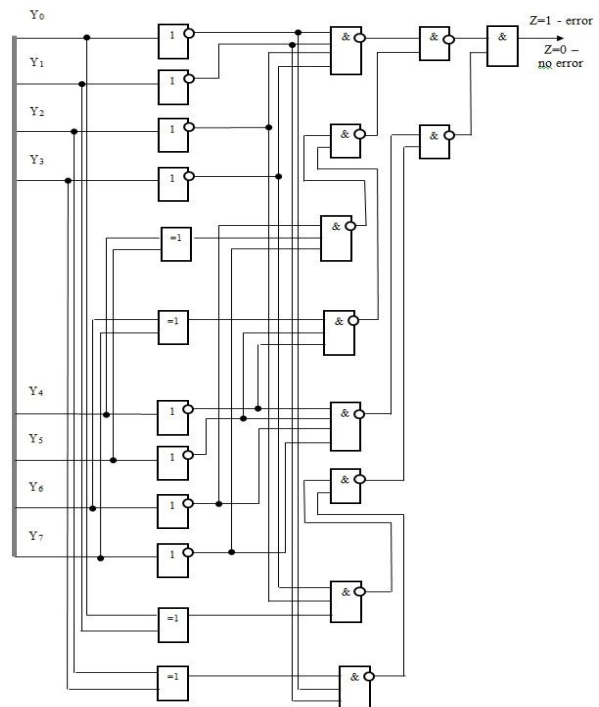 Y₀
Z=1 - error
Z=0 –
no error
Y₁
Y₂
Y₃
1
1
1
1
&
&
&
&
&
&
=1
&
=1
Y₄
Y₅
Y₆
Y₇
1
1
1
1
&
&
&
=1
=1
&